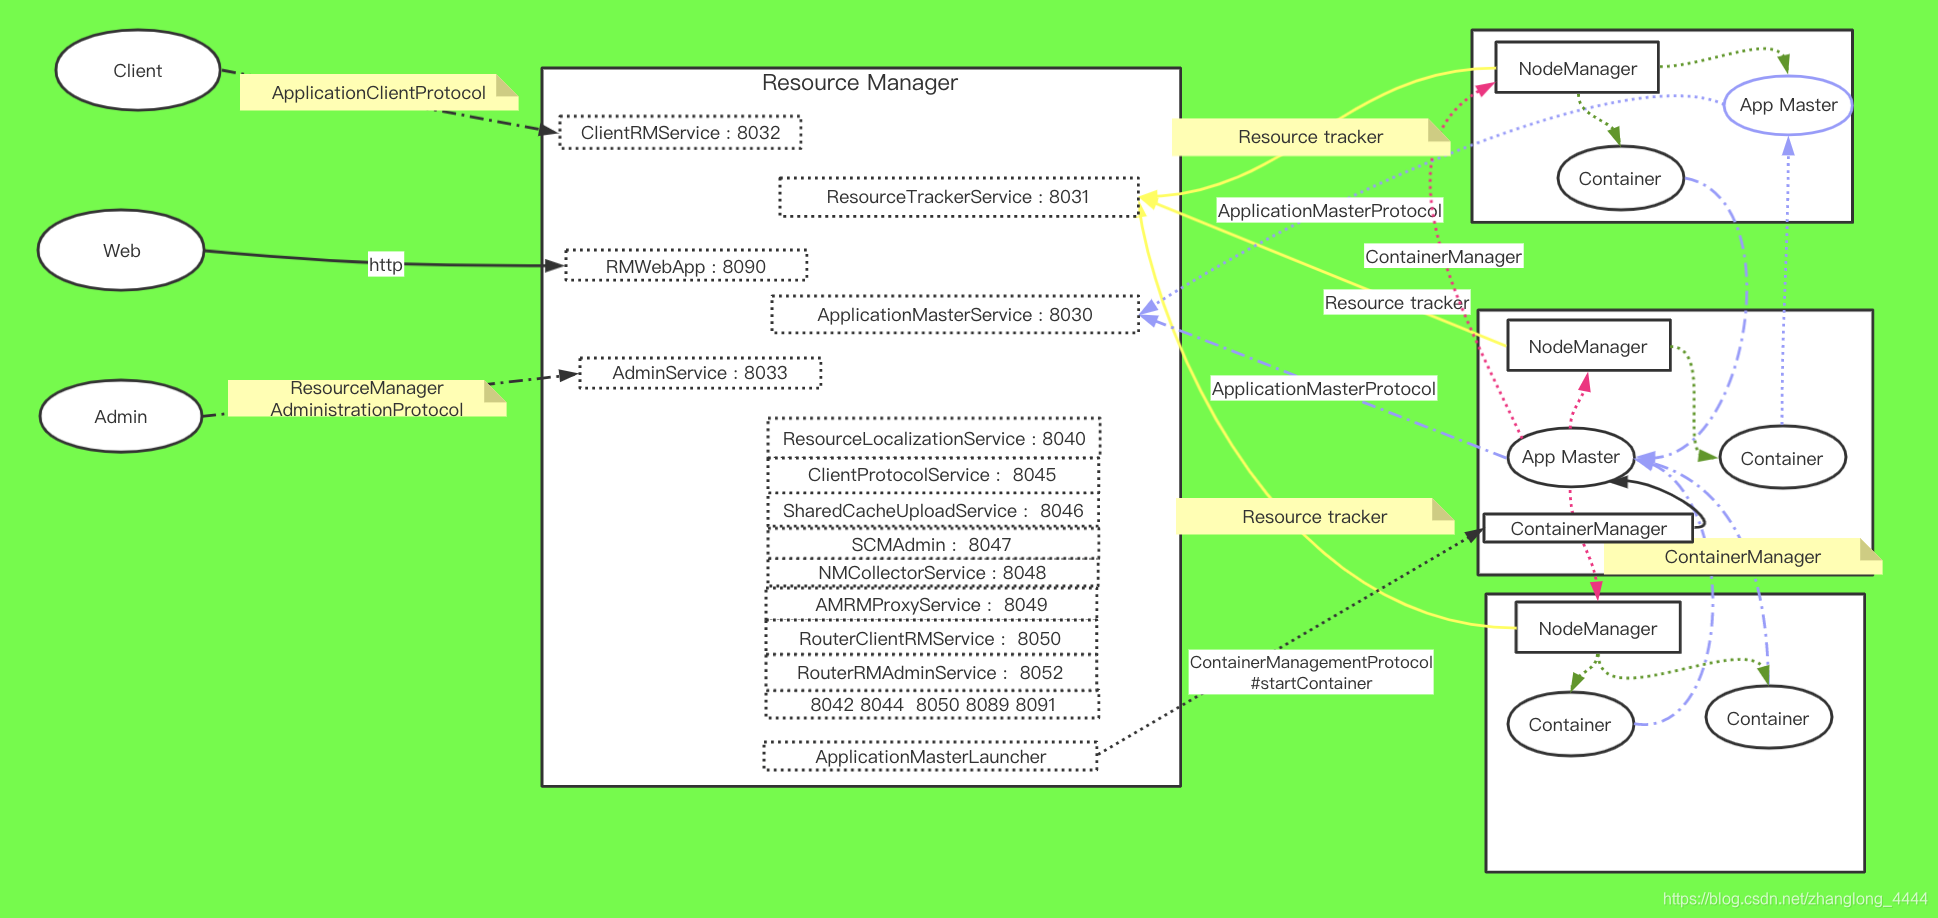 Client
ApplicationClientProtocol
Web
http
Admin
ResourceManager
AdministrationProtocol
Resource Manager
ClientRMService : 8032
ResourceTrackerService : 8031
RMWebApp : 8090
ApplicationMasterService : 8030
AdminService : 8033
ResourceLocalizationService : 8040
ClientProtocolService :  8045
SharedCacheUploadService :  8046
SCMAdmin :  8047
NMCollectorService : 8048
AMRMProxyService :  8049
RouterClientRMService :  8050
RouterRMAdminService :  8052
8042 8044  8050 8089 8091
ApplicationMasterLauncher
Resource tracker
ApplicationMasterProtocol
ContainerManager
Resource tracker
ApplicationMasterProtocol
Resource tracker
ContainerManagementProtocol
#startContainer
NodeManager
App Master
Container
NodeManager
App Master
Container
ContainerManager
ContainerManager
NodeManager
Container
Container
https://blog.csdn.net/zhanglong_4444